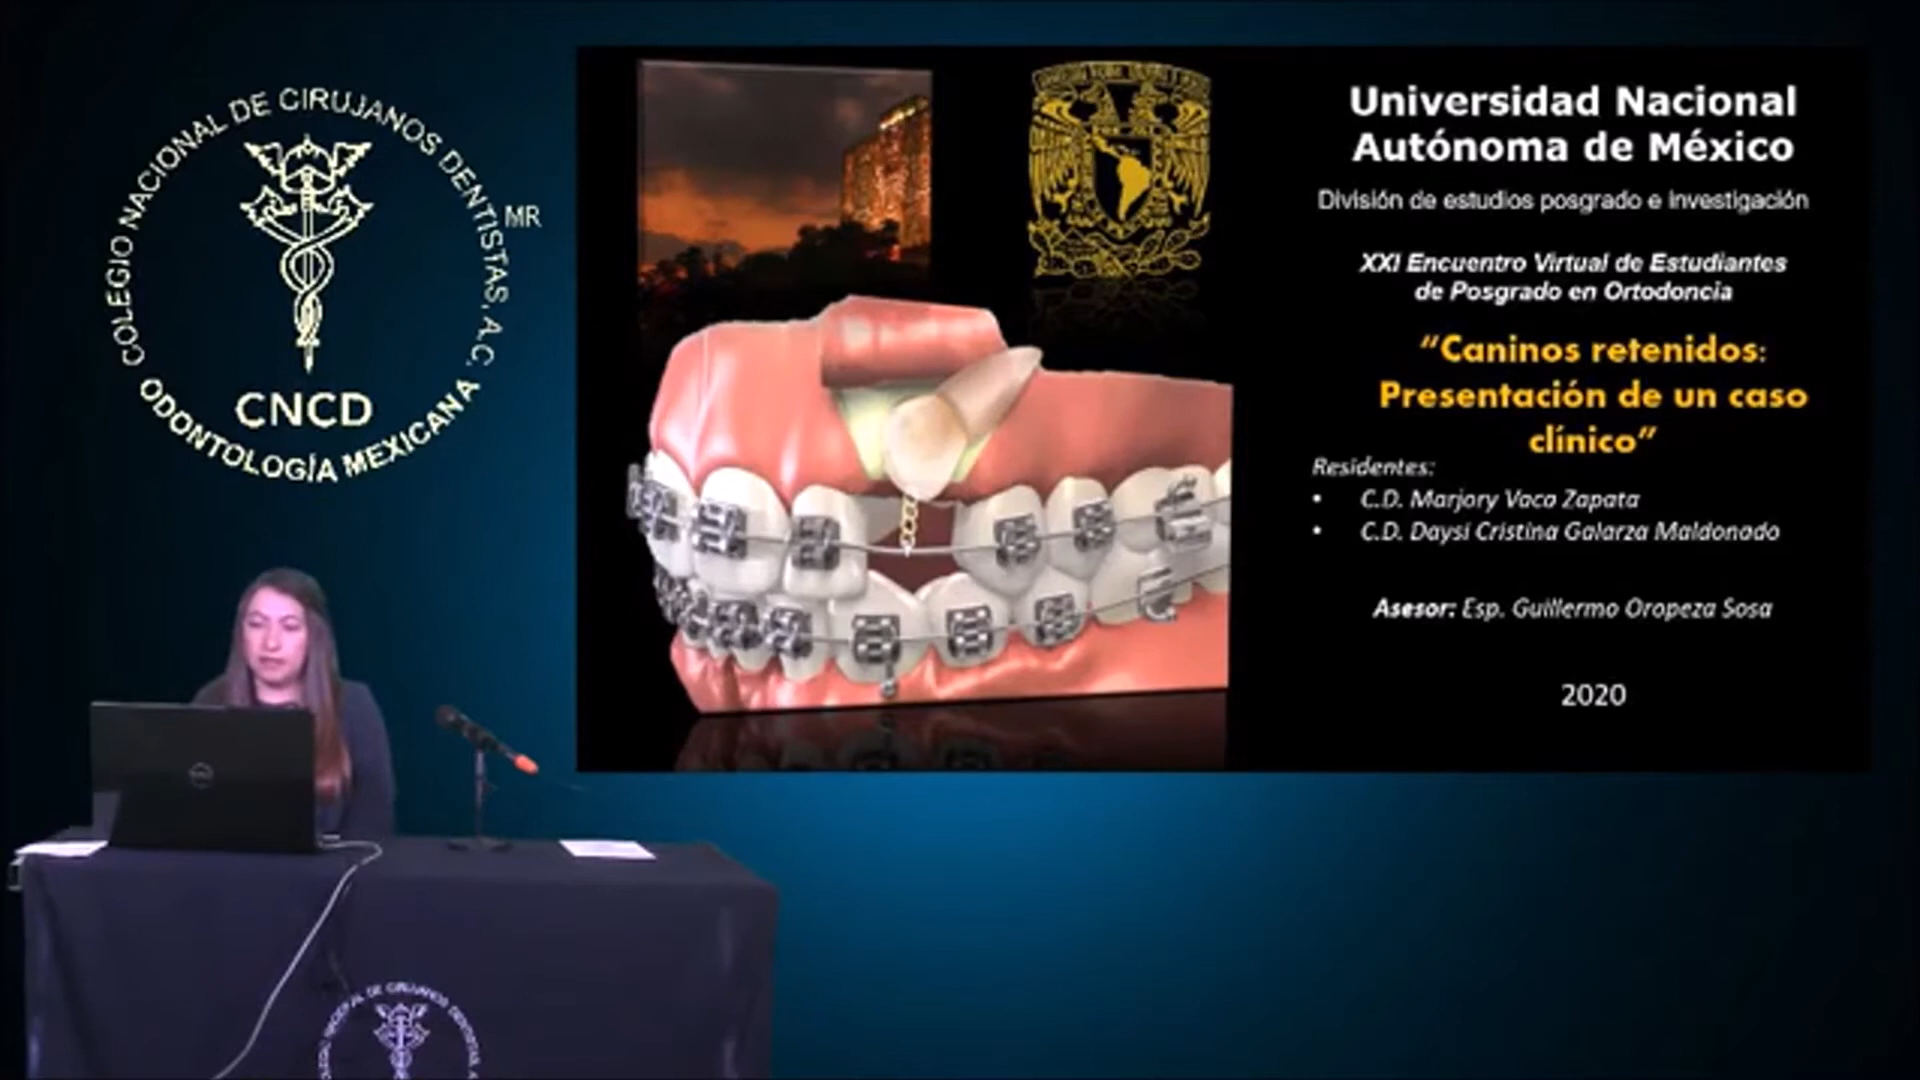 COLEGIO NACIONAL DE CIRUJANOS DENTISTAS, A.C.
MR
CNCD
ODONTOLOGÍA MEXICANA
Universidad Nacional
Autónoma de México
División de estudios posgrado e investigación
XXI Encuentro Virtual de Estudiantes
de Posgrado en Ortodoncia
“Caninos retenidos:
Presentación de un caso
clínico”
Residentes:
• C.D. Marjory Vaca Zapata
• C.D. Daysi Cristina Galarza Maldonado
Asesor: Esp. Guillermo Oropeza Sosa
2020
DELL